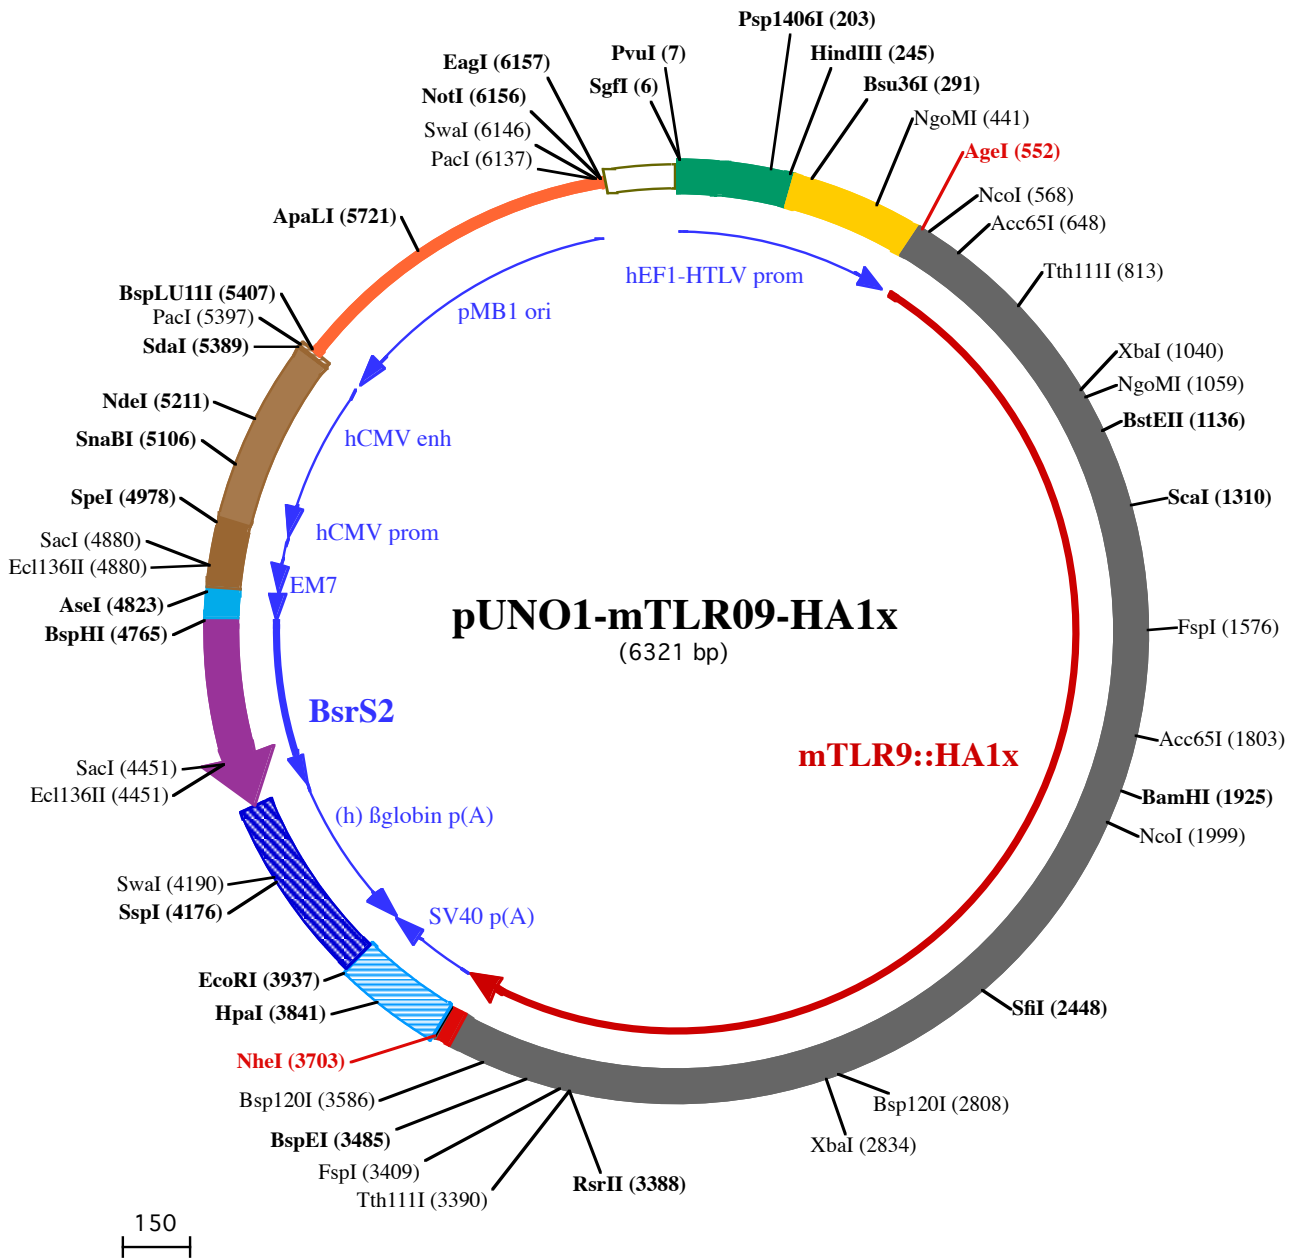 Psp1406I (203)
PvuI (7)
HindIII (245)
EagI (6157)
SgfI (6)
Bsu36I (291)
NotI (6156)
NgoMI (441)
SwaI (6146)
AgeI (552)
PacI (6137)
NcoI (568)
ApaLI (5721)
Acc65I (648)
hEF1-HTLV prom
Tth111I (813)
BspLU11I (5407)
pMB1 ori
PacI (5397)
SdaI (5389)
XbaI (1040)
NgoMI (1059)
NdeI (5211)
BstEII (1136)
SnaBI (5106)
hCMV enh
SpeI (4978)
ScaI (1310)
hCMV prom
SacI (4880)
Ecl136II (4880)
EM7
AseI (4823)
pUNO1-mTLR09-HA1x
BspHI (4765)
FspI (1576)
(6321 bp)
BsrS2
Acc65I (1803)
mTLR9::HA1x
SacI (4451)
Ecl136II (4451)
BamHI (1925)
(h) ßglobin p(A)
NcoI (1999)
SwaI (4190)
SspI (4176)
SV40 p(A)
EcoRI (3937)
SfiI (2448)
HpaI (3841)
NheI (3703)
Bsp120I (3586)
Bsp120I (2808)
BspEI (3485)
XbaI (2834)
FspI (3409)
RsrII (3388)
Tth111I (3390)
150